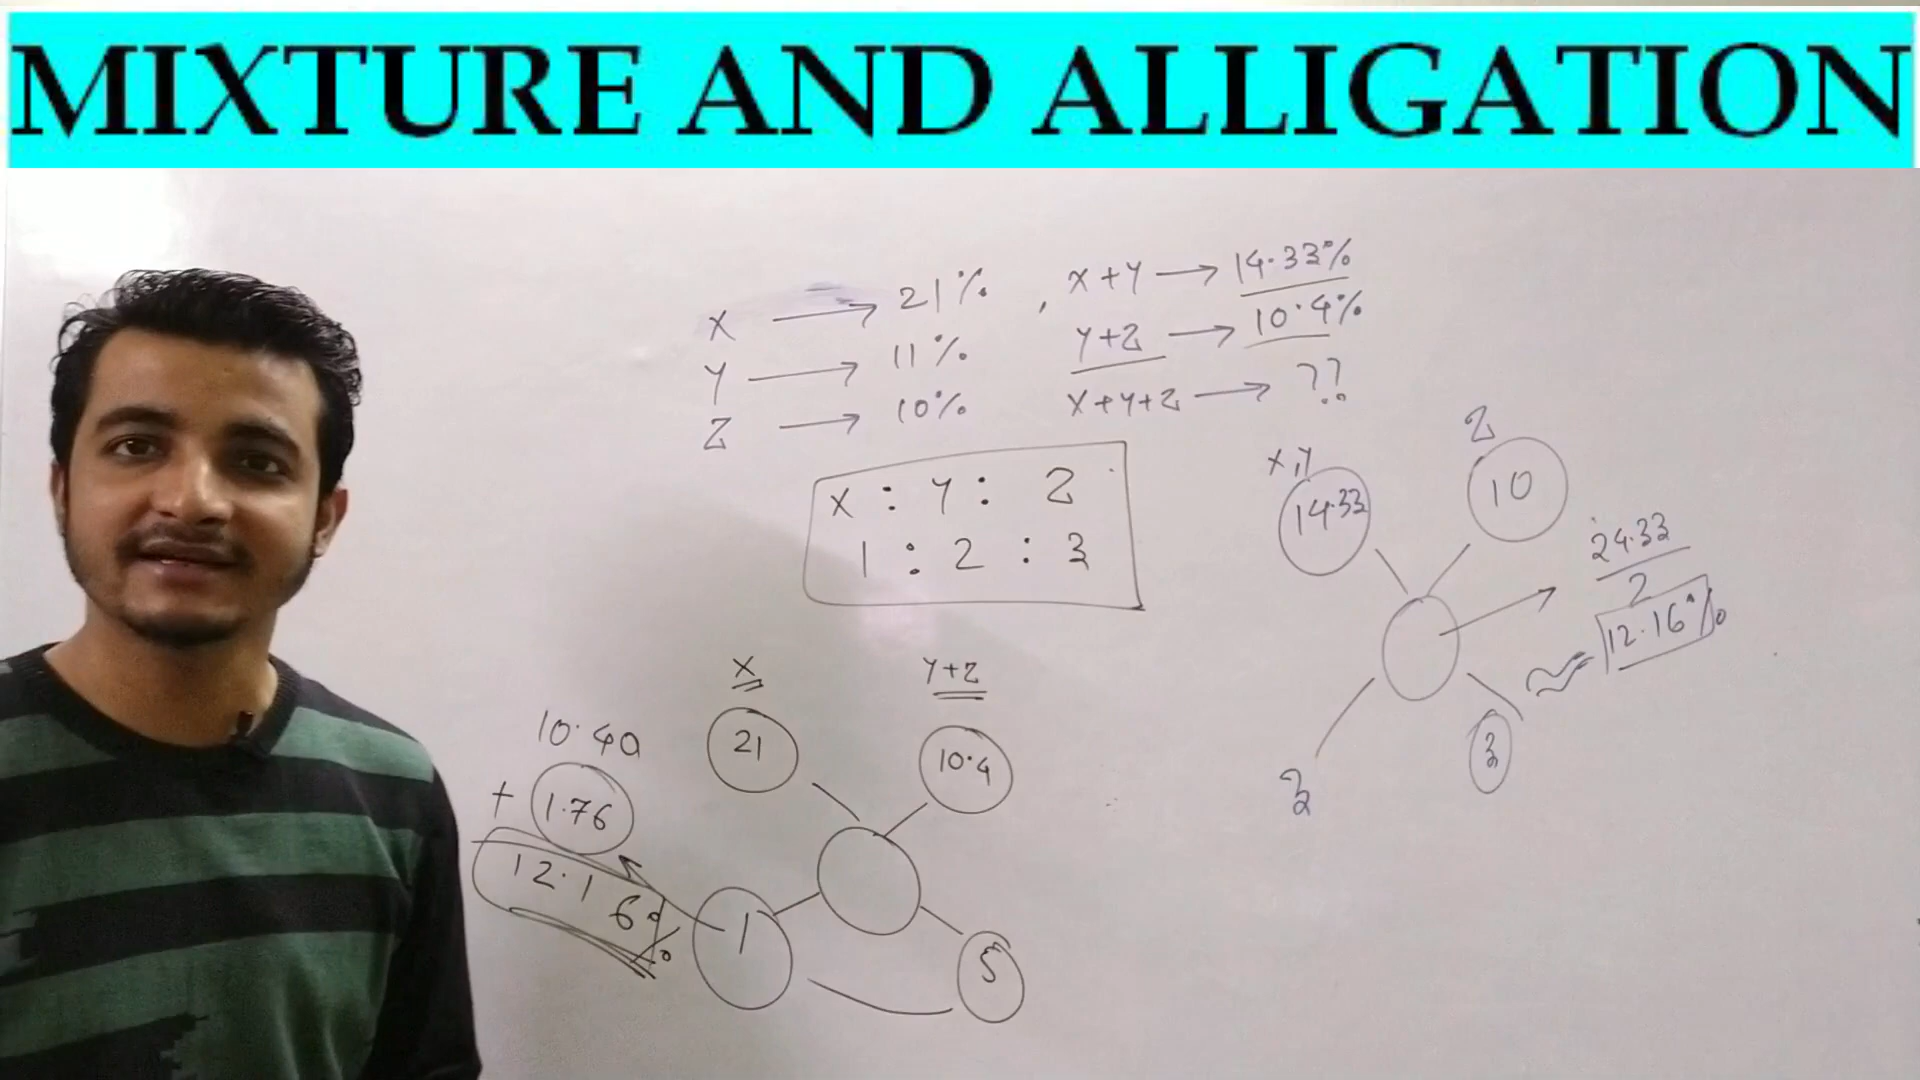 MIXTURE AND ALLIGATION
X → 21% , X+Y → 14.33%
Y → 11% Y+Z → 10.4%
Z → 10% X+Y+Z → ??
X : Y : Z
1 : 2 : 3
X,Y Z
14.33 10
24.33
2
≈ 12.16%
3 3
X Y+Z
21 10.4
10.40
+ 1.76
12.16%
1 5